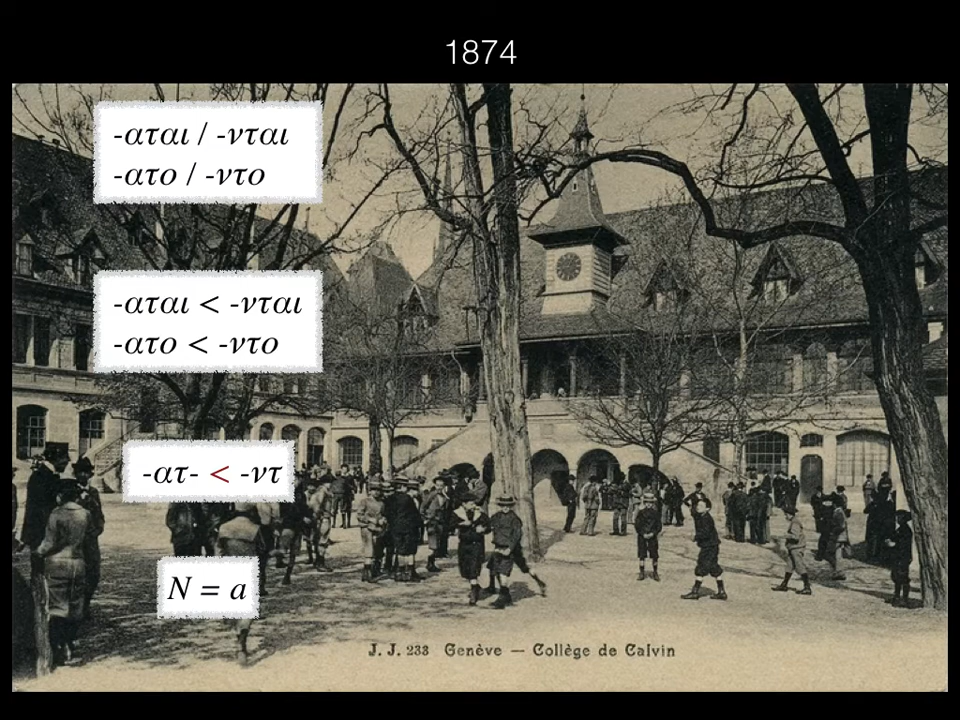 1874
-αται / -νται
-ατο / -ντο
-αται < -νται
-ατο < -ντο
-ατ- < -ντ
N = a
J. J. 233 Genève — Collège de Calvin